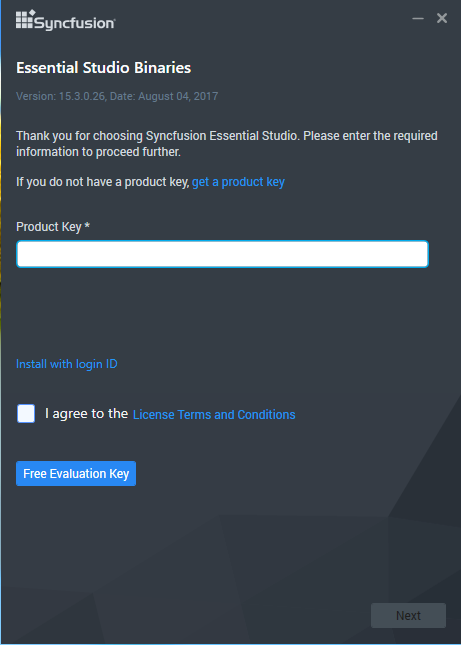 Syncfusion
Essential Studio Binaries
Version: 15.3.0.26, Date: August 04, 2017
Thank you for choosing Syncfusion Essential Studio. Please enter the required
information to proceed further.
If you do not have a product key, get a product key
Product Key *
Install with login ID
I agree to the License Terms and Conditions
Free Evaluation Key
Next